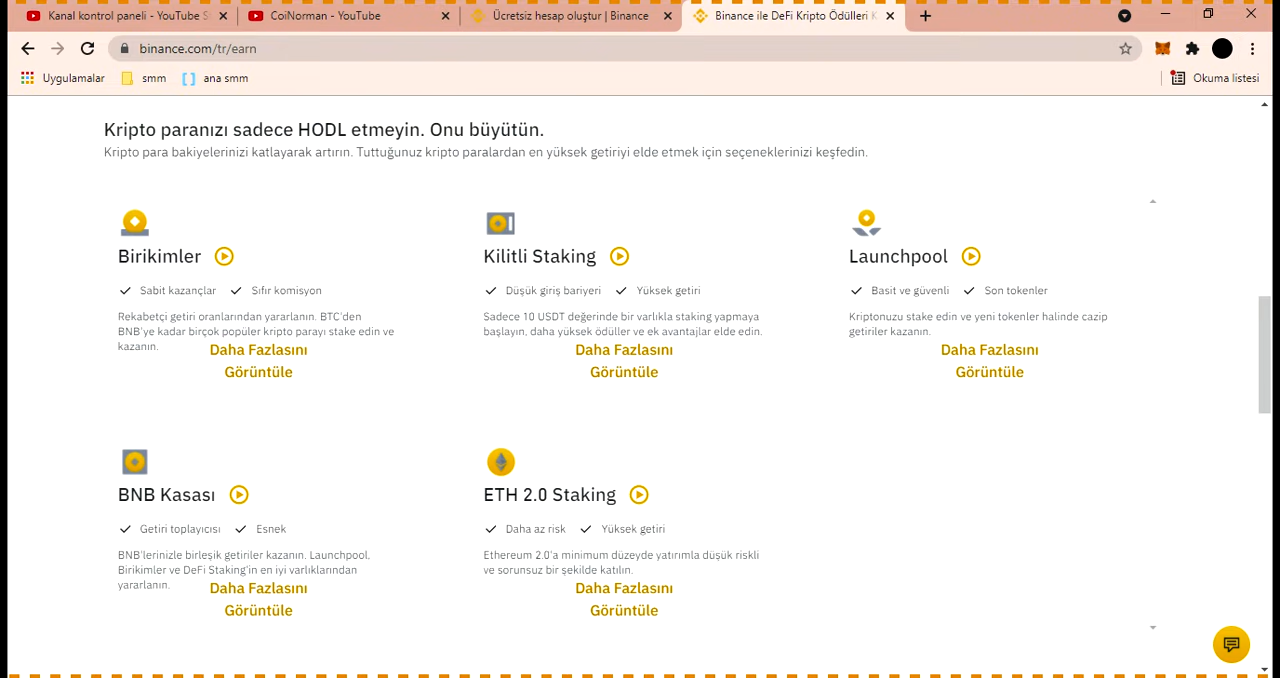 Kanal kontrol paneli - YouTube S
CoiNorman - YouTube
Ücretsiz hesap oluştur | Binance
Binance ile DeFi Kripto Ödülleri K
binance.com/tr/earn
Uygulamalar
smm
ana smm
Okuma listesi
Kripto paranızı sadece HODL etmeyin. Onu büyütün.
Kripto para bakiyelerinizi katlayarak artırın. Tuttuğunuz kripto paralardan en yüksek getiriyi elde etmek için seçeneklerinizi keşfedin.
Birikimler
Sabit kazançlar
Sıfır komisyon
Rekabetçi getiri oranlarından yararlanın. BTC'den
BNB'ye kadar birçok popüler kripto parayı stake edin ve
kazanın.
Daha Fazlasını
Görüntüle
Kilitli Staking
Düşük giriş bariyeri
Yüksek getiri
Sadece 10 USDT değerinde bir varlıkla staking yapmaya
başlayın, daha yüksek ödüller ve ek avantajlar elde edin.
Daha Fazlasını
Görüntüle
Launchpool
Basit ve güvenli
Son tokenler
Kriptonuzu stake edin ve yeni tokenler halinde cazip
getiriler kazanın.
Daha Fazlasını
Görüntüle
BNB Kasası
Getiri toplayıcısı
Esnek
BNB'lerinizle birleşik getiriler kazanın. Launchpool,
Birikimler ve DeFi Staking'in en iyi varlıklarından
yararlanın.
Daha Fazlasını
Görüntüle
ETH 2.0 Staking
Daha az risk
Yüksek getiri
Ethereum 2.0'a minimum düzeyde yatırımla düşük riskli
ve sorunsuz bir şekilde katılın.
Daha Fazlasını
Görüntüle